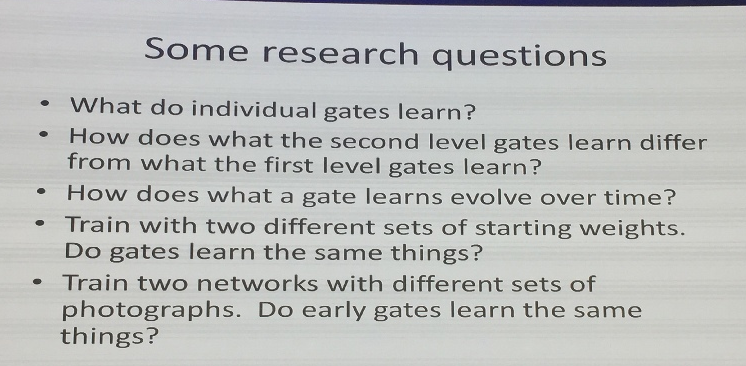 Some research questions
• What do individual gates learn?
• How does what the second level gates learn differ
from what the first level gates learn?
• How does what a gate learns evolve over time?
• Train with two different sets of starting weights.
Do gates learn the same things?
• Train two networks with different sets of
photographs. Do early gates learn the same
things?